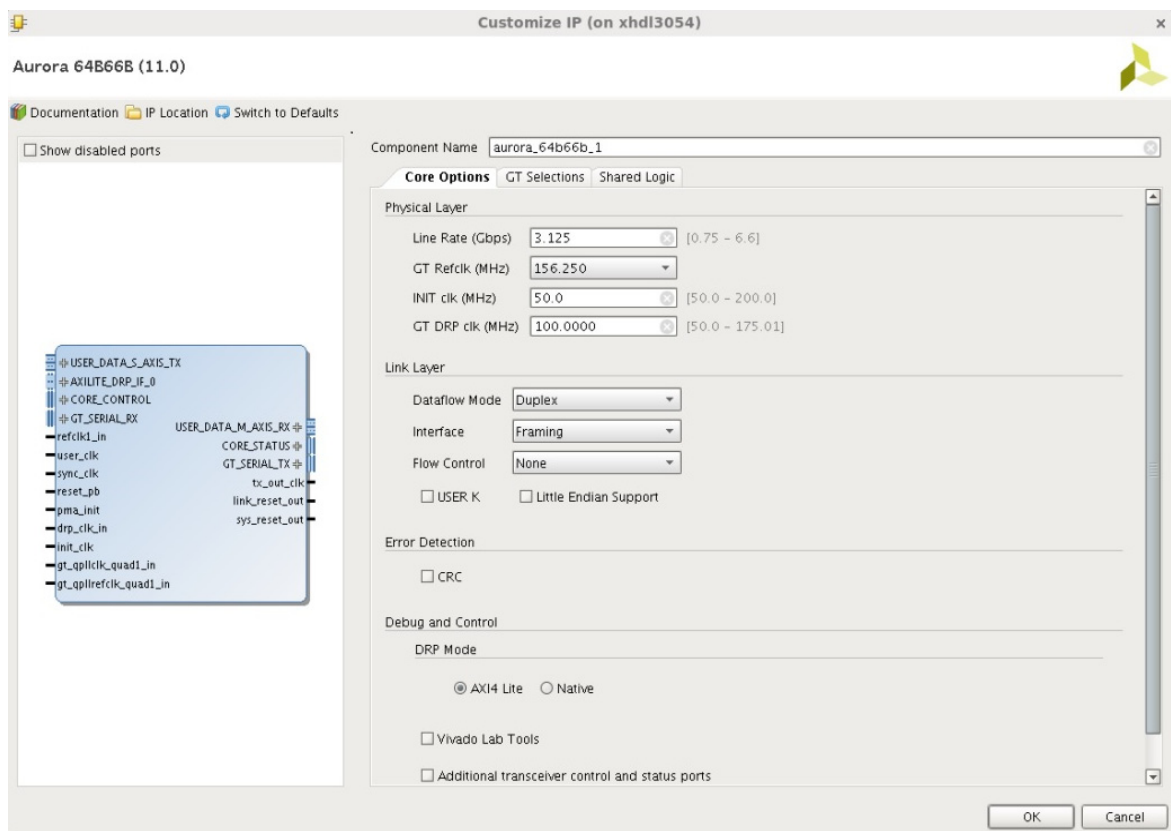 Customize IP (on xhdl3054)
Aurora 64B66B (11.0)
Documentation IP Location Switch to Defaults
Show disabled ports
USER_DATA_S_AXIS_TX
AXILITE_DRP_IF_0
CORE_CONTROL
GT_SERIAL_RX
refclk1_in
user_clk
sync_clk
reset_pb
pma_init
drp_clk_in
init_clk
gt_qpllclk_quad1_in
gt_qpllrefclk_quad1_in
USER_DATA_M_AXIS_RX
CORE_STATUS
GT_SERIAL_TX
tx_out_clk
link_reset_out
sys_reset_out
Component Name aurora_64b66b_1
Core Options GT Selections Shared Logic
Physical Layer
Line Rate (Gbps) 3.125 [0.75 - 6.6]
GT Refclk (MHz) 156.250
INIT clk (MHz) 50.0 [50.0 - 200.0]
GT DRP clk (MHz) 100.0000 [50.0 - 175.01]
Link Layer
Dataflow Mode Duplex
Interface Framing
Flow Control None
USER K Little Endian Support
Error Detection
CRC
Debug and Control
DRP Mode
AXI4 Lite Native
Vivado Lab Tools
Additional transceiver control and status ports
OK Cancel